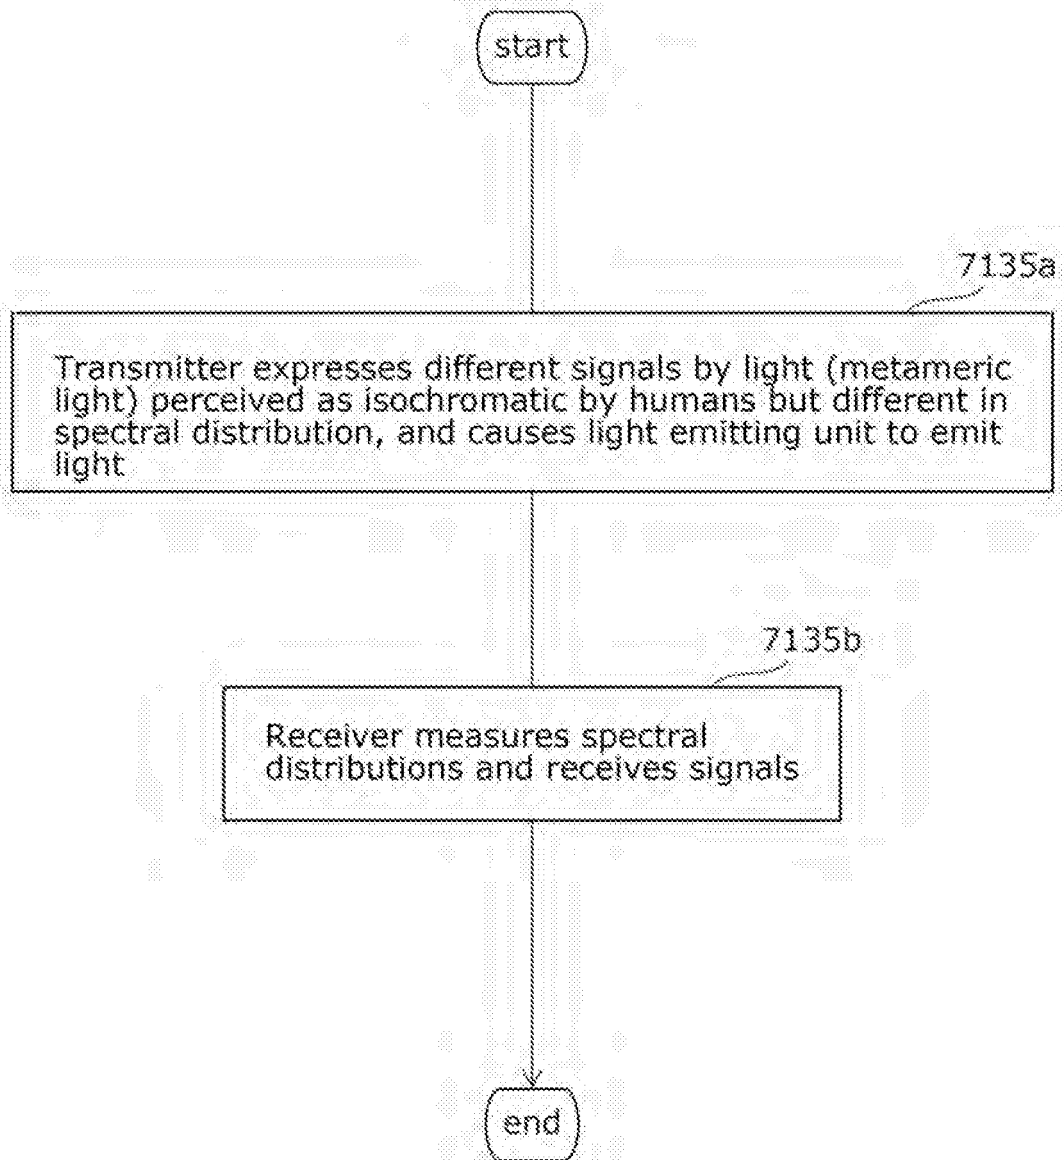 start
7135a
Transmitter expresses different signals by light (metameric
light) perceived as isochromatic by humans but different in
spectral distribution, and causes light emitting unit to emit
light
7135b
Receiver measures spectral
distributions and receives signals
end